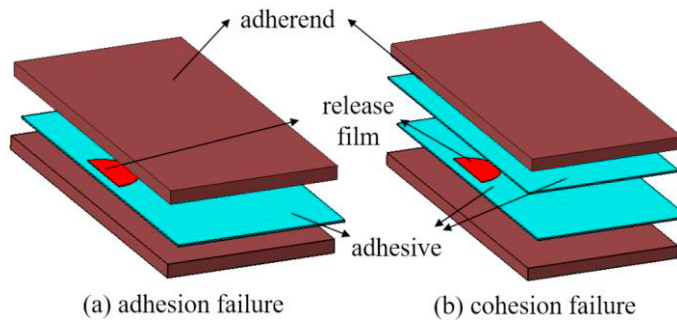 adherend
release
film
adhesive
(a) adhesion failure
(b) cohesion failure